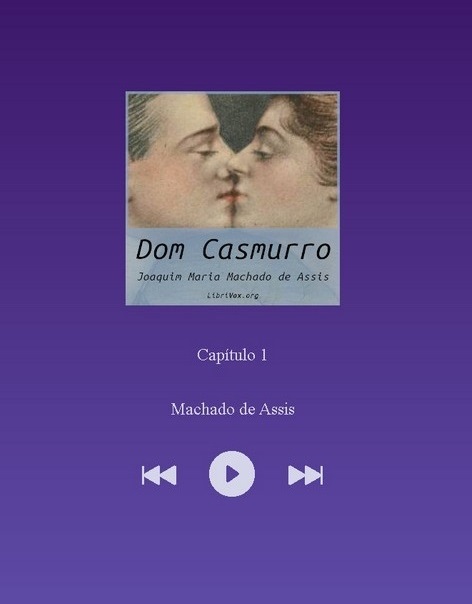 Dom Casmurro
Joaquim Maria Machado de Assis
LibriVox.org
Capítulo 1
Machado de Assis